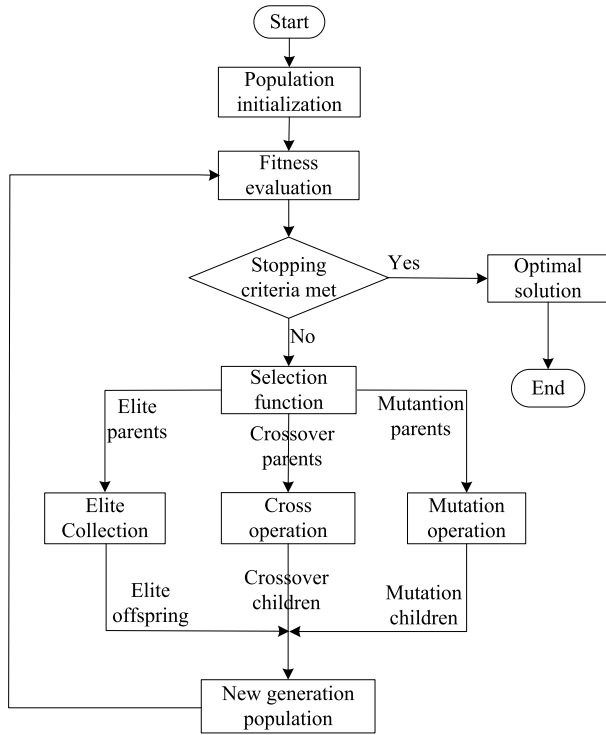 Start
Population
initialization
Fitness
evaluation
Stopping
criteria met
Yes
Optimal
solution
No
End
Selection
function
Elite
parents
Crossover
parents
Mutantion
parents
Elite
Collection
Cross
operation
Mutation
operation
Elite
offspring
Crossover
children
Mutation
children
New generation
population